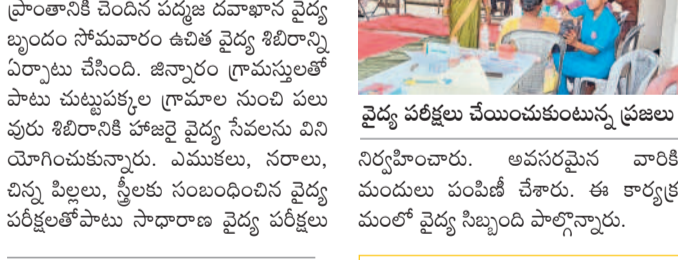 ప్రాంతానికి చెందిన పద్మజ దవాఖాన వైద్య
బృందం సోమవారం ఉచిత వైద్య శిబిరాన్ని
ఏర్పాటు చేసింది. జిన్నారం గ్రామస్తులతో
పాటు చుట్టుపక్కల గ్రామాల నుంచి పలు
వురు శిబిరానికి హాజరై వైద్య సేవలను విని
యోగించుకున్నారు. ఎముకలు, నరాలు,
చిన్న పిల్లలు, స్త్రీలకు సంబంధించిన వైద్య
పరీక్షలతోపాటు సాధారాణ వైద్య పరీక్షలు
వైద్య పరీక్షలు చేయించుకుంటున్న ప్రజలు
నిర్వహించారు. అవసరమైన వారికి
మందులు పంపిణీ చేశారు. ఈ కార్యక్ర
మంలో వైద్య సిబ్బంది పాల్గొన్నారు.